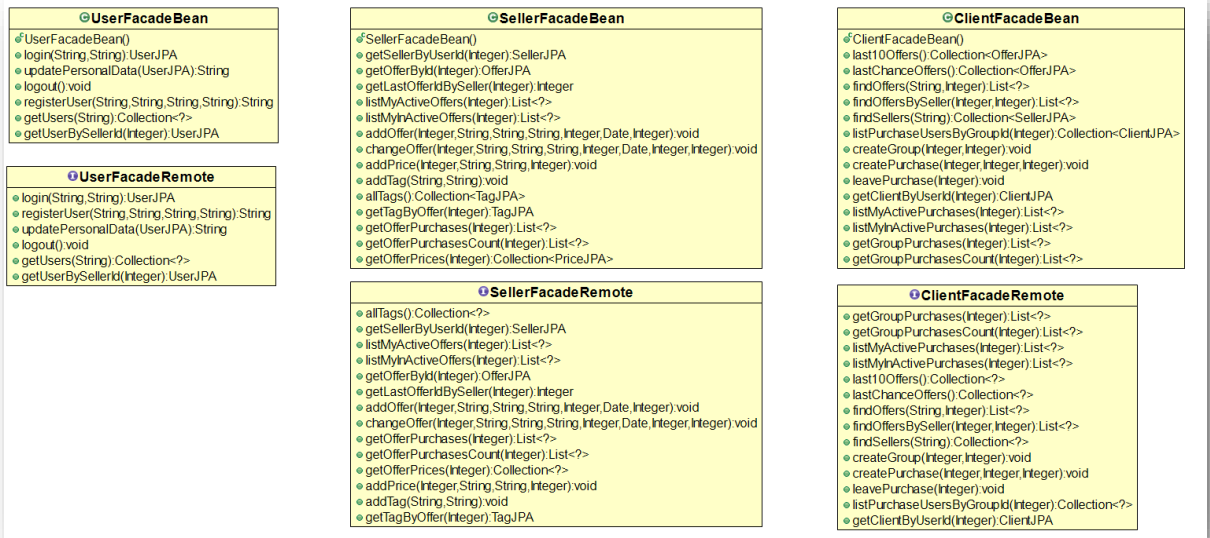 UserFacadeBean
UserFacadeBean()
login(String,String):UserJPA
updatePersonalData(UserJPA):String
logout():void
registerUser(String,String,String,String):String
getUsers(String):Collection<?>
getUserBySellerId(Integer):UserJPA
UserFacadeRemote
login(String,String):UserJPA
registerUser(String,String,String,String):String
updatePersonalData(UserJPA):String
logout():void
getUsers(String):Collection<?>
getUserBySellerId(Integer):UserJPA
SellerFacadeBean
SellerFacadeBean()
getSellerByUserId(Integer):SellerJPA
getOfferById(Integer):OfferJPA
getLastOfferIdBySeller(Integer):Integer
listMyActiveOffers(Integer):List<?>
listMyInActiveOffers(Integer):List<?>
addOffer(Integer,String,String,String,Integer,Date,Integer):void
changeOffer(Integer,String,String,String,Integer,Date,Integer,Integer):void
addPrice(Integer,String,String,Integer):void
addTag(String,String):void
allTags():Collection<TagJPA>
getTagByOffer(Integer):TagJPA
getOfferPurchases(Integer):List<?>
getOfferPurchasesCount(Integer):List<?>
getOfferPrices(Integer):Collection<PriceJPA>
SellerFacadeRemote
allTags():Collection<?>
getSellerByUserId(Integer):SellerJPA
listMyActiveOffers(Integer):List<?>
listMyInActiveOffers(Integer):List<?>
getOfferById(Integer):OfferJPA
getLastOfferIdBySeller(Integer):Integer
addOffer(Integer,String,String,String,Integer,Date,Integer):void
changeOffer(Integer,String,String,String,Integer,Date,Integer,Integer):void
getOfferPurchases(Integer):List<?>
getOfferPurchasesCount(Integer):List<?>
getOfferPrices(Integer):Collection<?>
addPrice(Integer,String,String,Integer):void
addTag(String,String):void
getTagByOffer(Integer):TagJPA
ClientFacadeBean
ClientFacadeBean()
last10Offers():Collection<OfferJPA>
lastChanceOffers():Collection<OfferJPA>
findOffers(String,Integer):List<?>
findOffersBySeller(Integer,Integer):List<?>
findSellers(String):Collection<SellerJPA>
listPurchaseUsersByGroupId(Integer):Collection<ClientJPA>
createGroup(Integer,Integer):void
createPurchase(Integer,Integer,Integer):void
leavePurchase(Integer):void
getClientByUserId(Integer):ClientJPA
listMyActivePurchases(Integer):List<?>
listMyInActivePurchases(Integer):List<?>
getGroupPurchases(Integer):List<?>
getGroupPurchasesCount(Integer):List<?>
ClientFacadeRemote
getGroupPurchases(Integer):List<?>
getGroupPurchasesCount(Integer):List<?>
listMyActivePurchases(Integer):List<?>
listMyInActivePurchases(Integer):List<?>
last10Offers():Collection<?>
lastChanceOffers():Collection<?>
findOffers(String,Integer):List<?>
findOffersBySeller(Integer,Integer):List<?>
findSellers(String):Collection<?>
createGroup(Integer,Integer):void
createPurchase(Integer,Integer,Integer):void
leavePurchase(Integer):void
listPurchaseUsersByGroupId(Integer):Collection<?>
getClientByUserId(Integer):ClientJPA